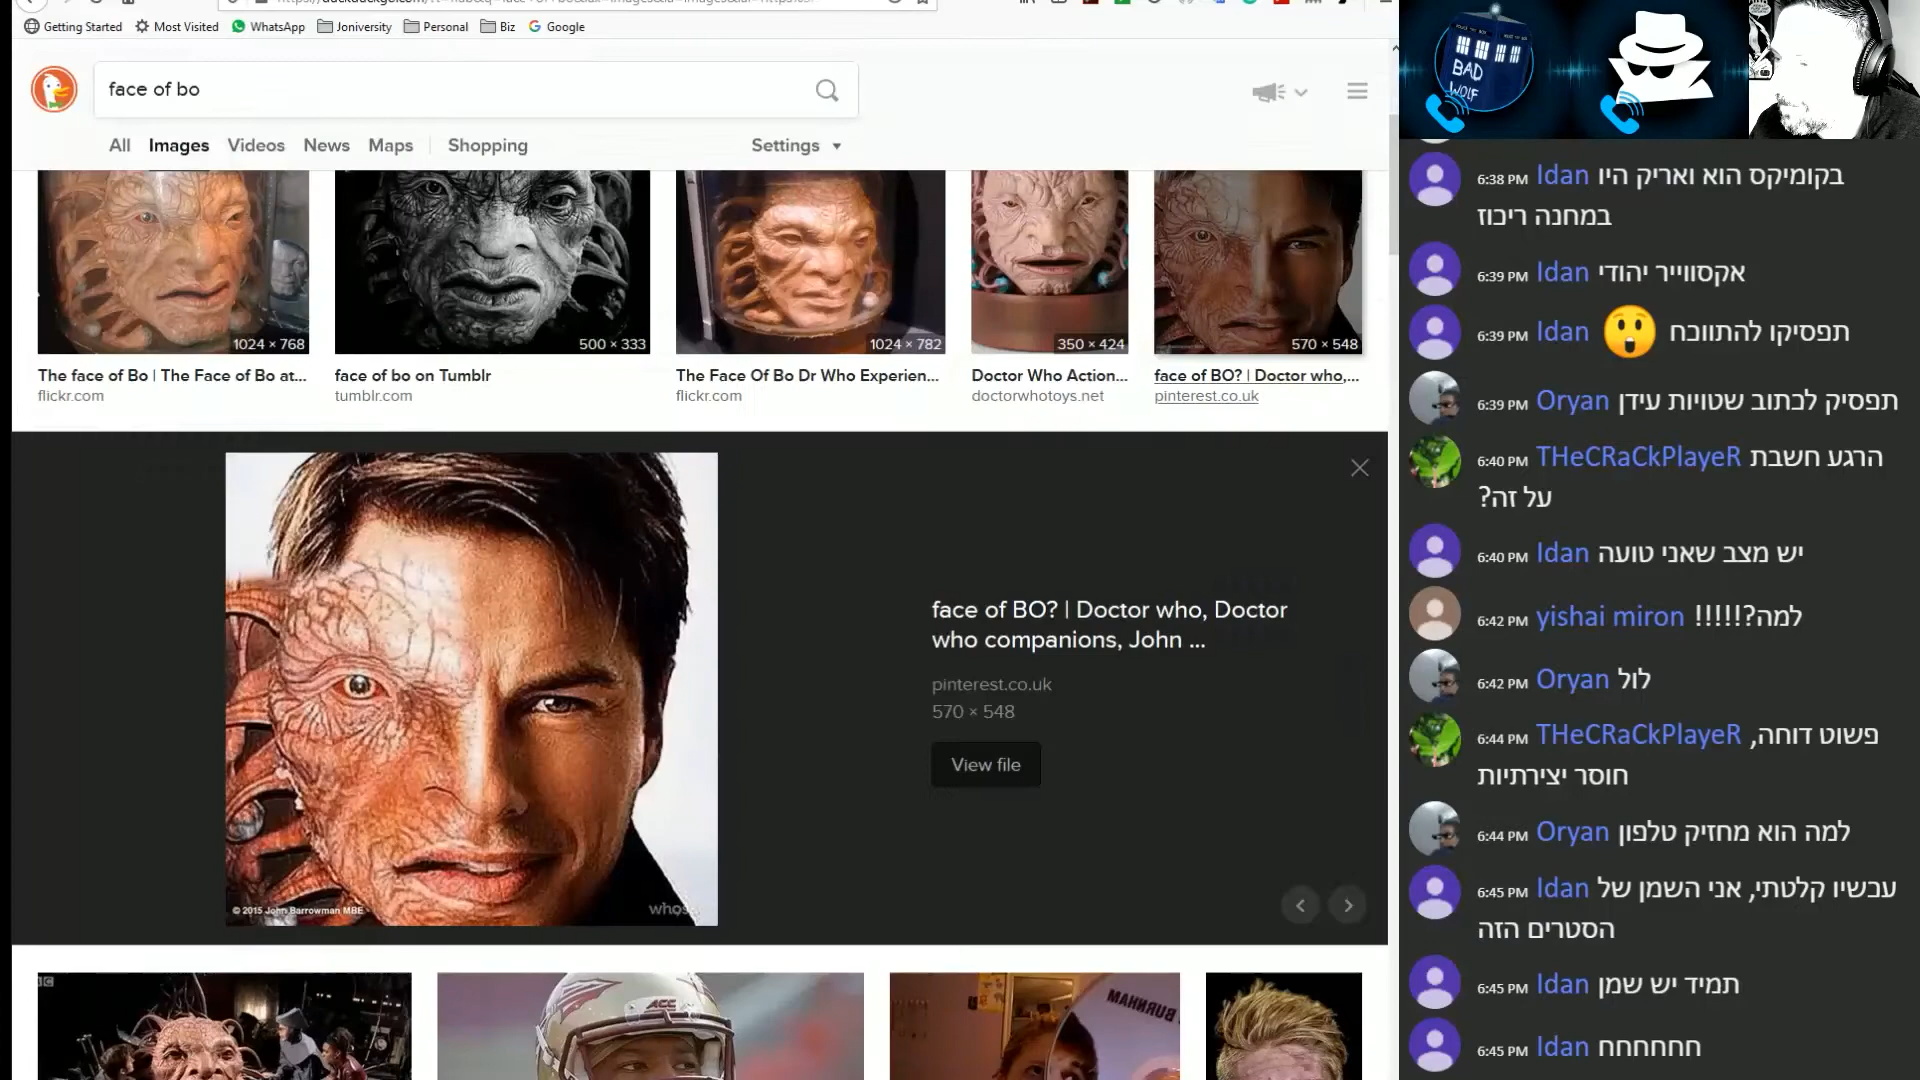 Getting Started Most Visited WhatsApp Joniversity Personal Biz Google
face of bo
All Images Videos News Maps Shopping Settings
1024 × 768
500 × 333
1024 × 782
350 × 424
570 × 548
The face of Bo | The Face of Bo at...
flickr.com
face of bo on Tumblr
tumblr.com
The Face Of Bo Dr Who Experien...
flickr.com
Doctor Who Action...
doctorwhotoys.net
face of BO? | Doctor who,...
pinterest.co.uk
face of BO? | Doctor who, Doctor
who companions, John ...
pinterest.co.uk
570 × 548
View file
© 2015 John Barrowman MBE
ACC
BAD
WOLF
6:38 PM Idan בקומיקס הוא ואריק היו
במחנה ריכוז
6:39 PM Idan אקסווייר יהודי
6:39 PM Idan 😲 תפסיקו להתווכח
6:39 PM Oryan תפסיק לכתוב שטויות עידן
6:40 PM THeCRaCkPlayeR הרגע חשבת
על זה?
6:40 PM Idan יש מצב שאני טועה
6:42 PM yishai miron למה?!!!!!
6:42 PM Oryan לול
6:44 PM THeCRaCkPlayeR פשוט דוחה,
חוסר יצירתיות
6:44 PM Oryan למה הוא מחזיק טלפון
6:45 PM Idan עכשיו קלטתי, אני השמן של
הסטרים הזה
6:45 PM Idan תמיד יש שמן
6:45 PM Idan חחחחחח